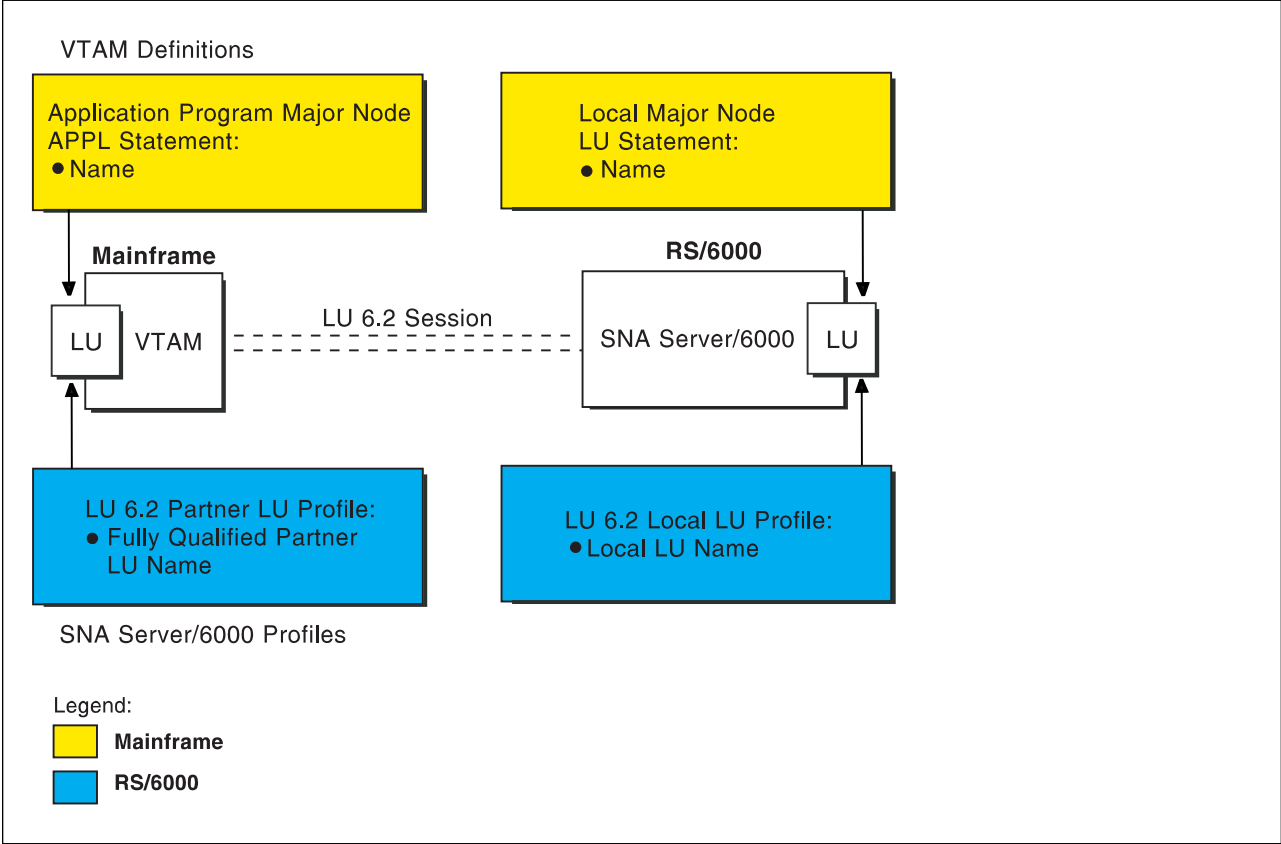 VTAM Definitions
Application Program Major Node
APPL Statement:
● Name
Local Major Node
LU Statement:
● Name
Mainframe
RS/6000
LU
VTAM
LU 6.2 Session
SNA Server/6000
LU
LU 6.2 Partner LU Profile:
● Fully Qualified Partner
LU Name
LU 6.2 Local LU Profile:
● Local LU Name
SNA Server/6000 Profiles
Legend:
Mainframe
RS/6000